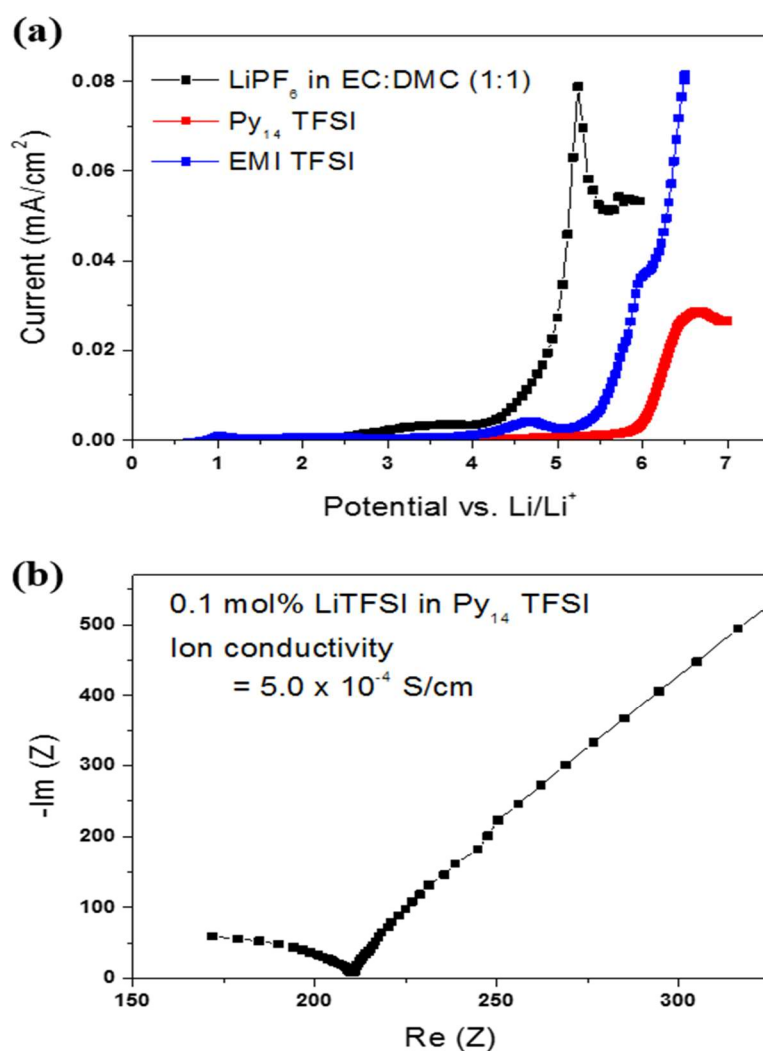 (a)
LiPF6 in EC:DMC (1:1)
Py14 TFSI
EMI TFSI
Current (mA/cm²)
0.08
0.06
0.04
0.02
0.00
0 1 2 3 4 5 6 7
Potential vs. Li/Li⁺
(b)
0.1 mol% LiTFSI in Py14 TFSI
Ion conductivity
= 5.0 x 10⁻⁴ S/cm
-Im (Z)
500
400
300
200
100
0
150 200 250 300
Re (Z)